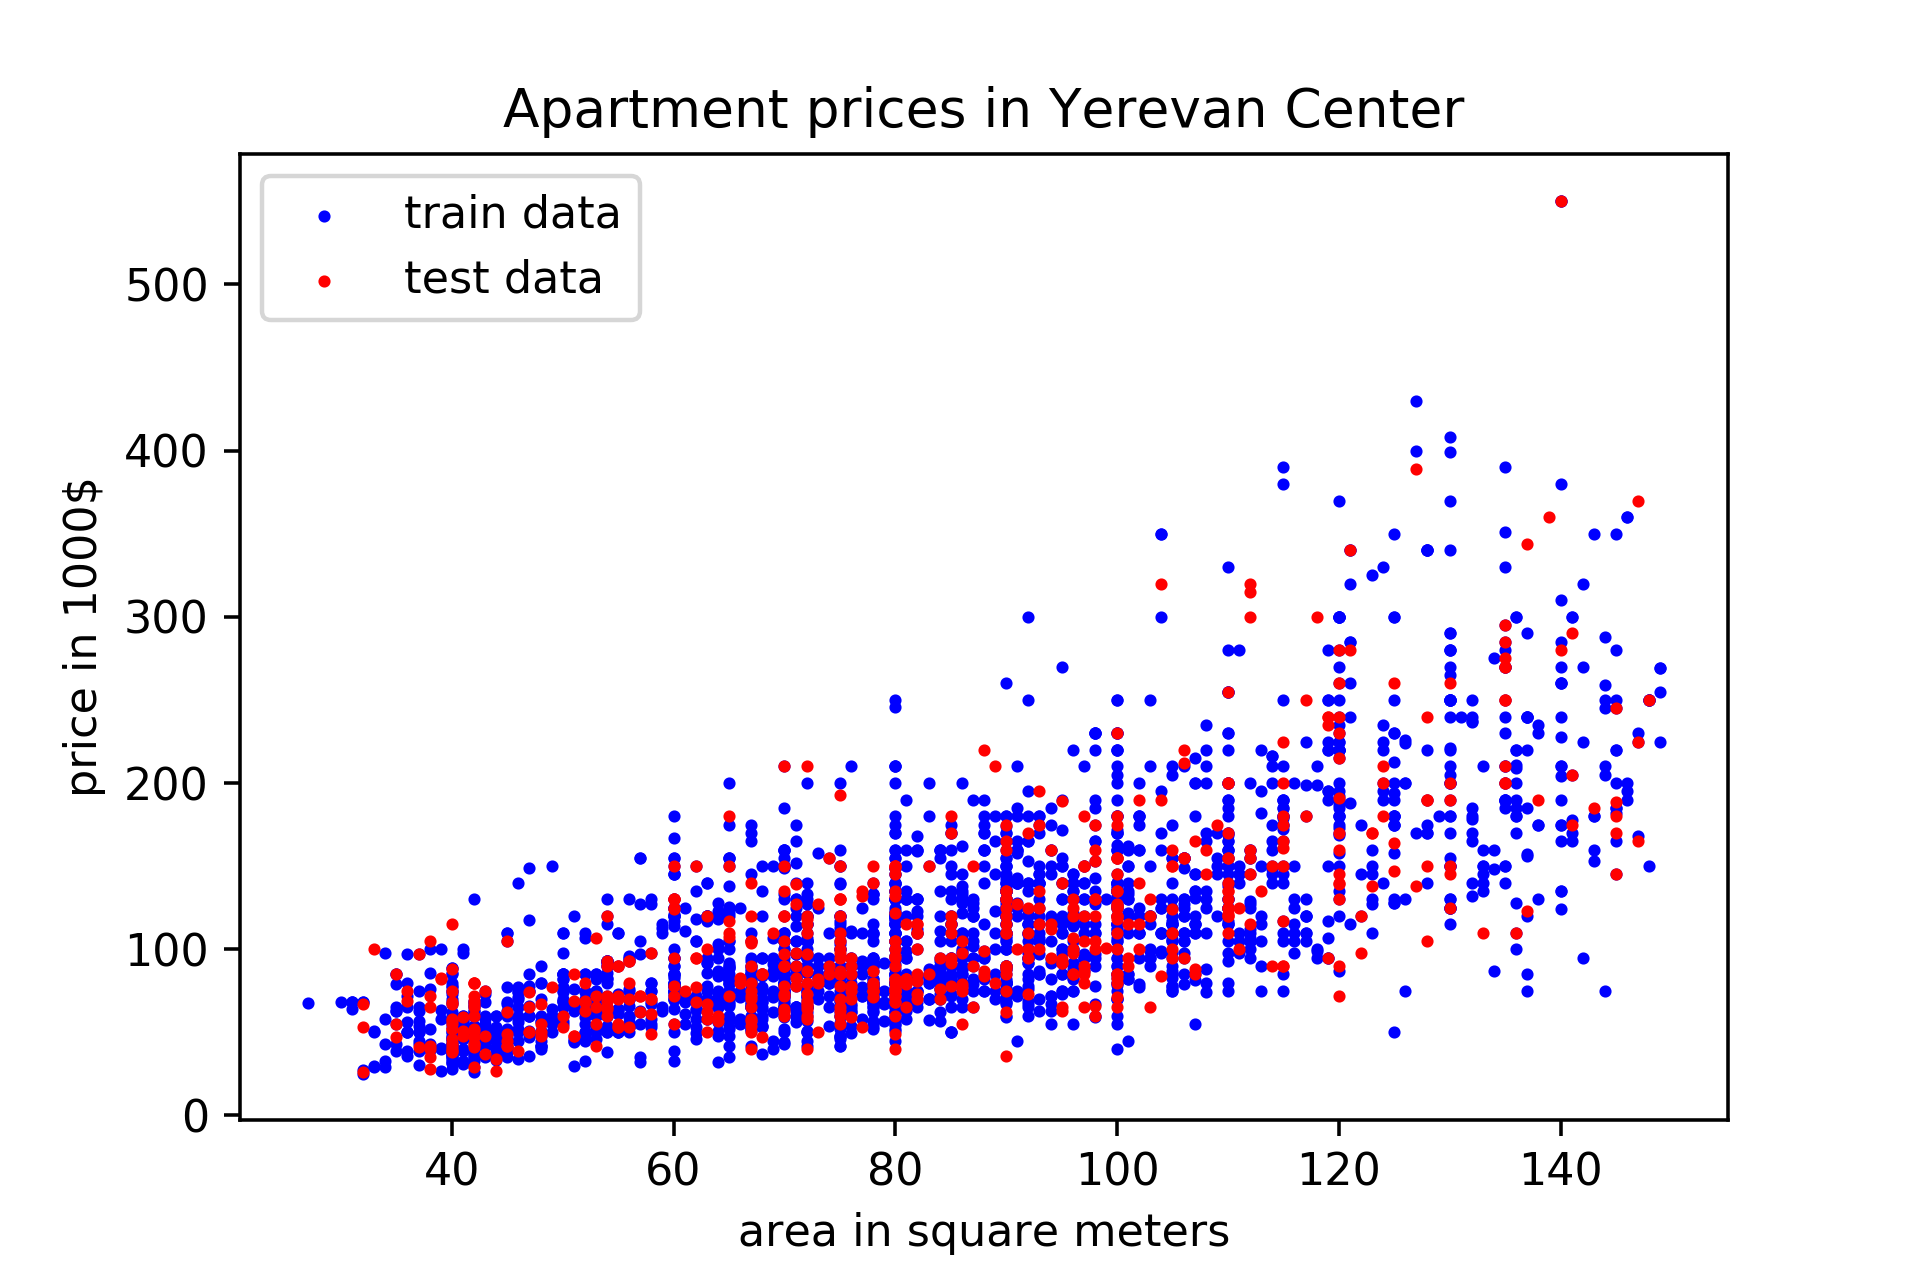 Apartment prices in Yerevan Center
train data
test data
500
400
300
200
100
0
price in 1000$
40 60 80 100 120 140
area in square meters